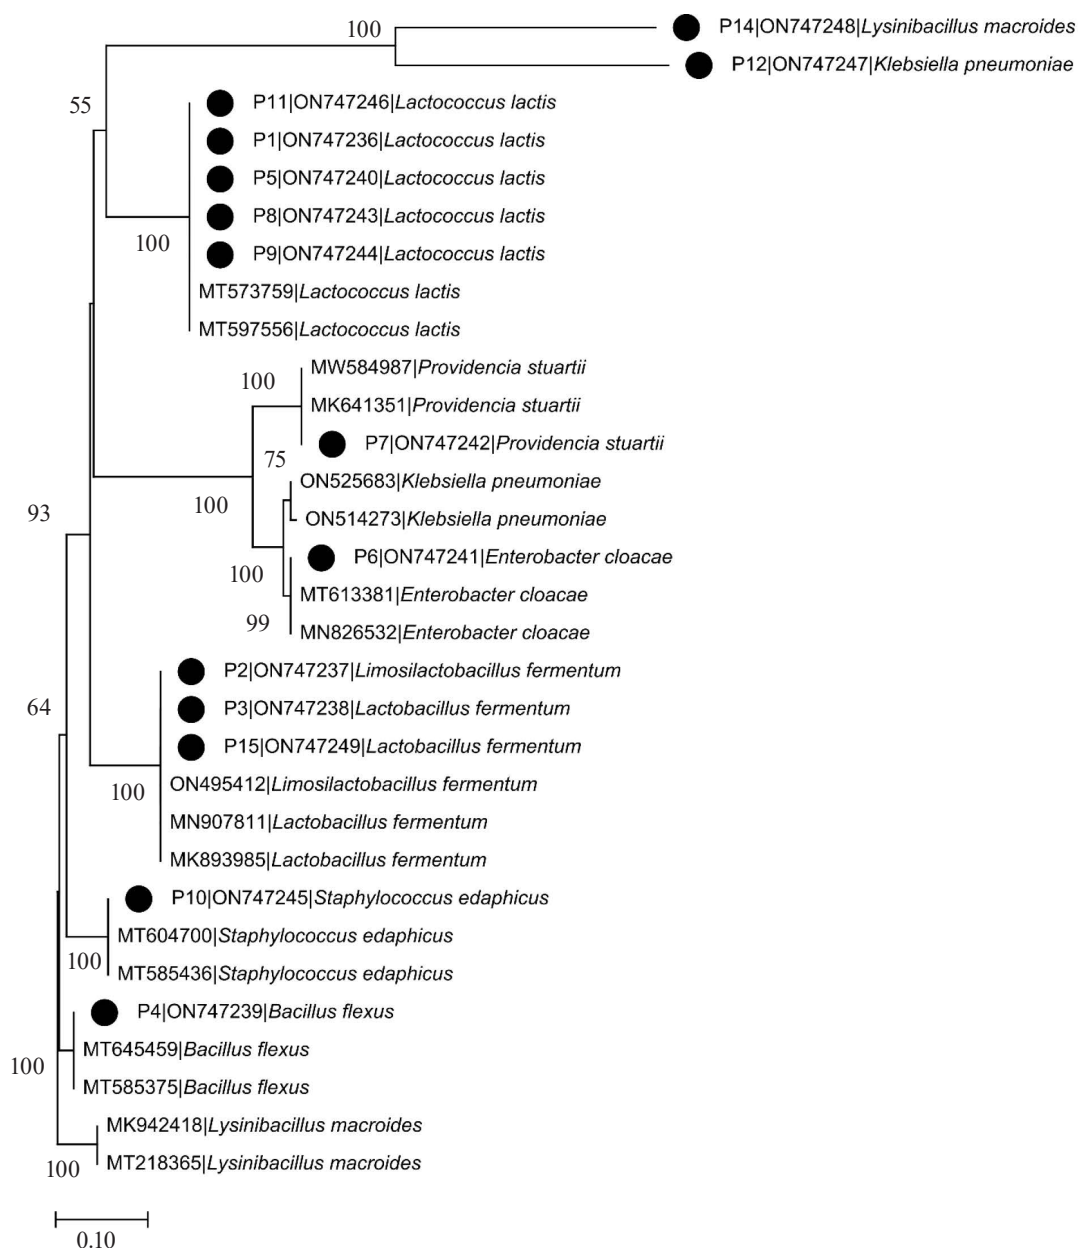 100
P14|ON747248|Lysinibacillus macroides
P12|ON747247|Klebsiella pneumoniae
55
P11|ON747246|Lactococcus lactis
P1|ON747236|Lactococcus lactis
P5|ON747240|Lactococcus lactis
P8|ON747243|Lactococcus lactis
100
P9|ON747244|Lactococcus lactis
MT573759|Lactococcus lactis
MT597556|Lactococcus lactis
MW584987|Providencia stuartii
100
MK641351|Providencia stuartii
P7|ON747242|Providencia stuartii
75
ON525683|Klebsiella pneumoniae
100
93
ON514273|Klebsiella pneumoniae
P6|ON747241|Enterobacter cloacae
100
MT613381|Enterobacter cloacae
99
MN826532|Enterobacter cloacae
P2|ON747237|Limosilactobacillus fermentum
64
P3|ON747238|Lactobacillus fermentum
P15|ON747249|Lactobacillus fermentum
100
ON495412|Limosilactobacillus fermentum
MN907811|Lactobacillus fermentum
MK893985|Lactobacillus fermentum
P10|ON747245|Staphylococcus edaphicus
MT604700|Staphylococcus edaphicus
100
MT585436|Staphylococcus edaphicus
P4|ON747239|Bacillus flexus
MT645459|Bacillus flexus
100
MT585375|Bacillus flexus
MK942418|Lysinibacillus macroides
100
MT218365|Lysinibacillus macroides
0.10